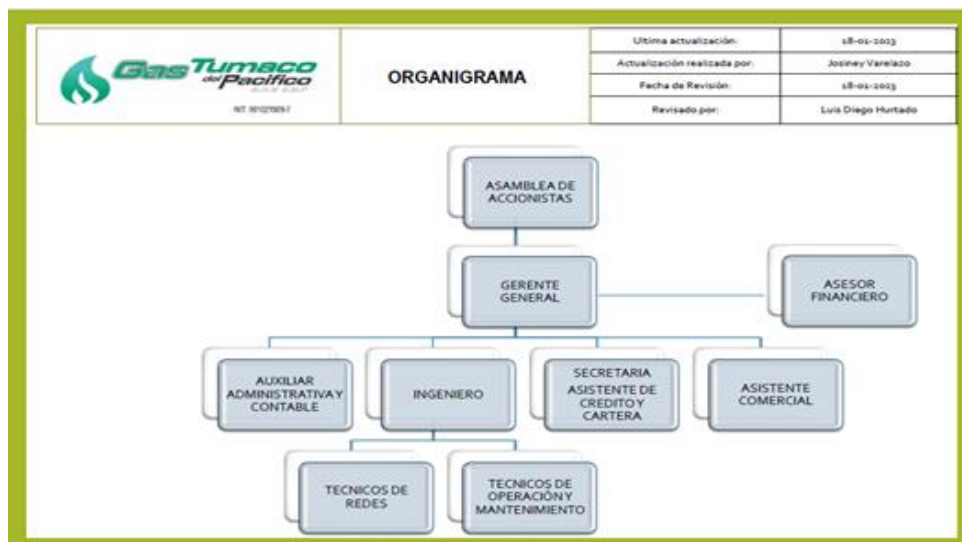 Gas Tumaco
del Pacifico
S.A.S E.S.P
ORGANIGRAMA
Ultima actualización:
18-01-2023
Actualización realizada por:
Josiney Varelazo
Fecha de Revisión:
18-01-2023
Revisado por:
Luis Diego Hurtado
ASAMBLEA DE
ACCIONISTAS
GERENTE
GENERAL
ASESOR
FINANCIERO
AUXILIAR
ADMINISTRATIVA Y
CONTABLE
INGENIERO
SECRETARIA
ASISTENTE DE
CREDITO Y
CARTERA
ASISTENTE
COMERCIAL
TECNICOS DE
REDES
TECNICOS DE
OPERACIÓN Y
MANTENIMIENTO